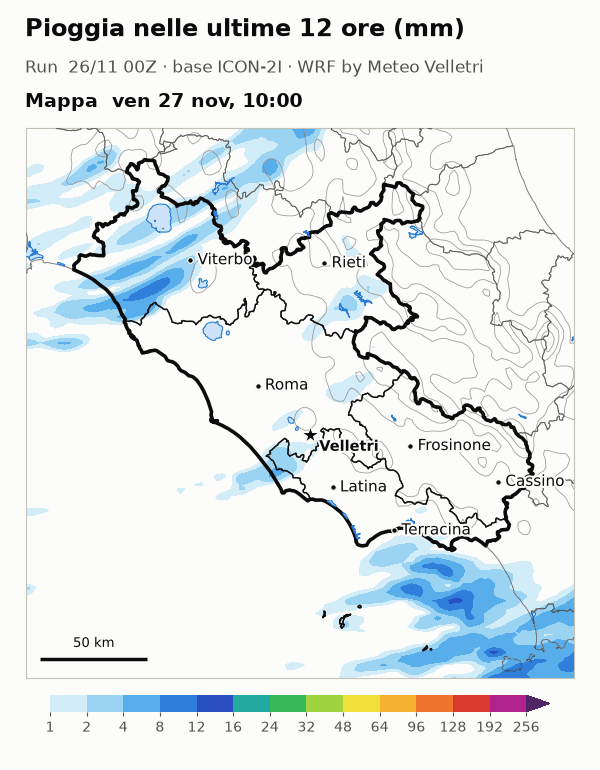 Pioggia nelle ultime 12 ore (mm)
Run  26/11 00Z · base ICON-2I · WRF by Meteo Velletri
Mappa  ven 27 nov, 10:00
Viterbo
Rieti
Roma
Velletri
Frosinone
Latina
Cassino
Terracina
50 km
1 2 4 8 12 16 24 32 48 64 96 128 192 256